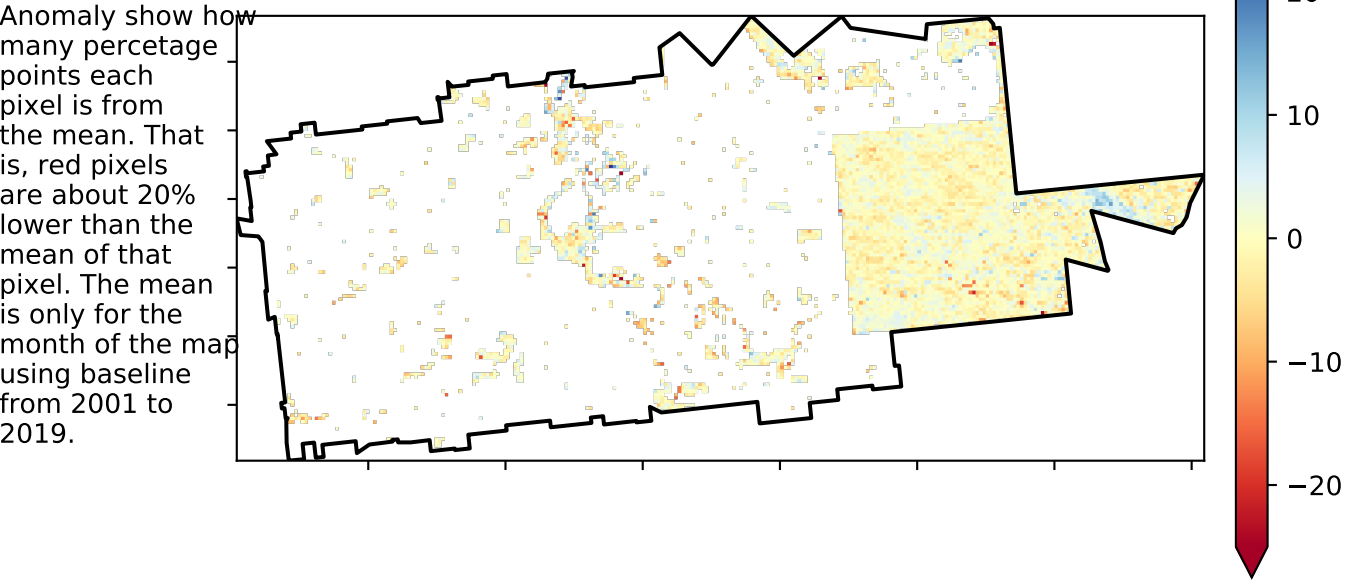 Anomaly show how
many percetage
points each
pixel is from
the mean. That
is, red pixels
are about 20%
lower than the
mean of that
pixel. The mean
is only for the
month of the map
using baseline
from 2001 to
2019.
10
0
−10
−20